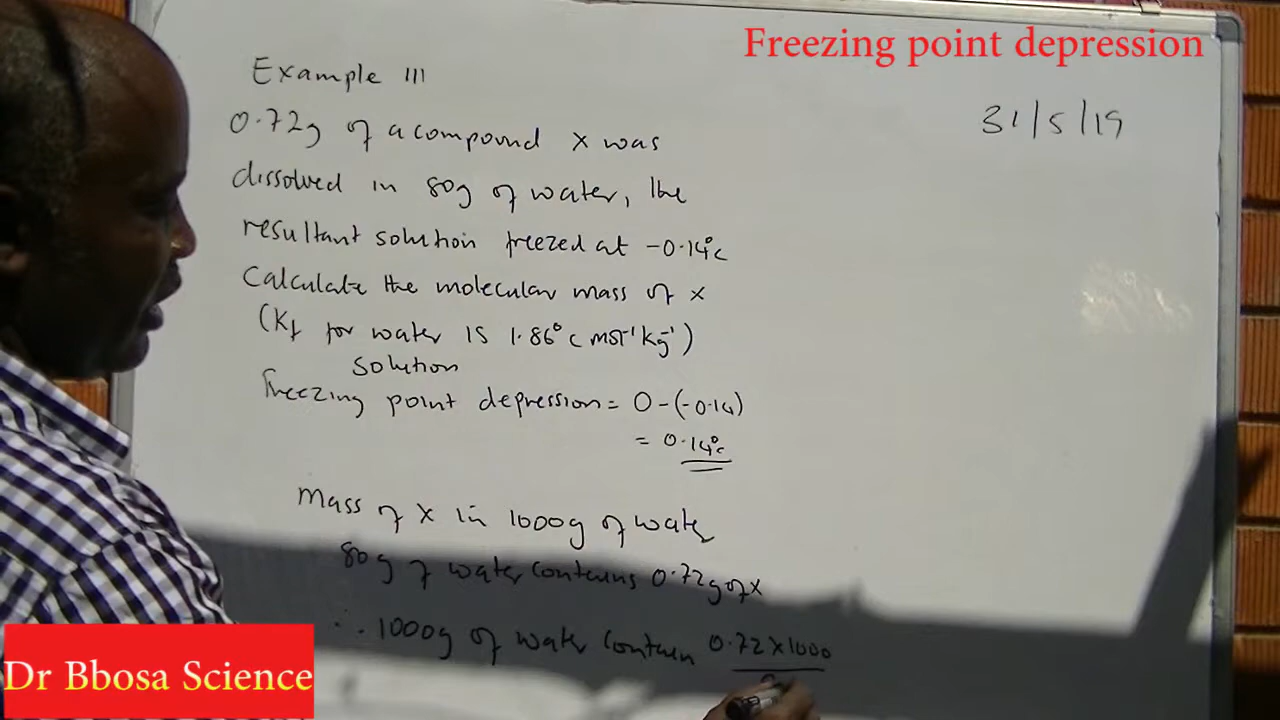 Freezing point depression
31/5/19
Example III
0.72g of a compound x was
dissolved in 80g of water, the
resultant solution freezed at -0.14°c
Calculate the molecular mass of x
(Kf for water is 1.86°c mol⁻¹ kg⁻¹)
solution
Freezing point depression = 0-(-0.14)
= 0.14°c
Mass of x in 1000g of water
80g of water contains 0.72g of x
∴ 1000g of water contain 0.72 x 1000
Dr Bbosa Science